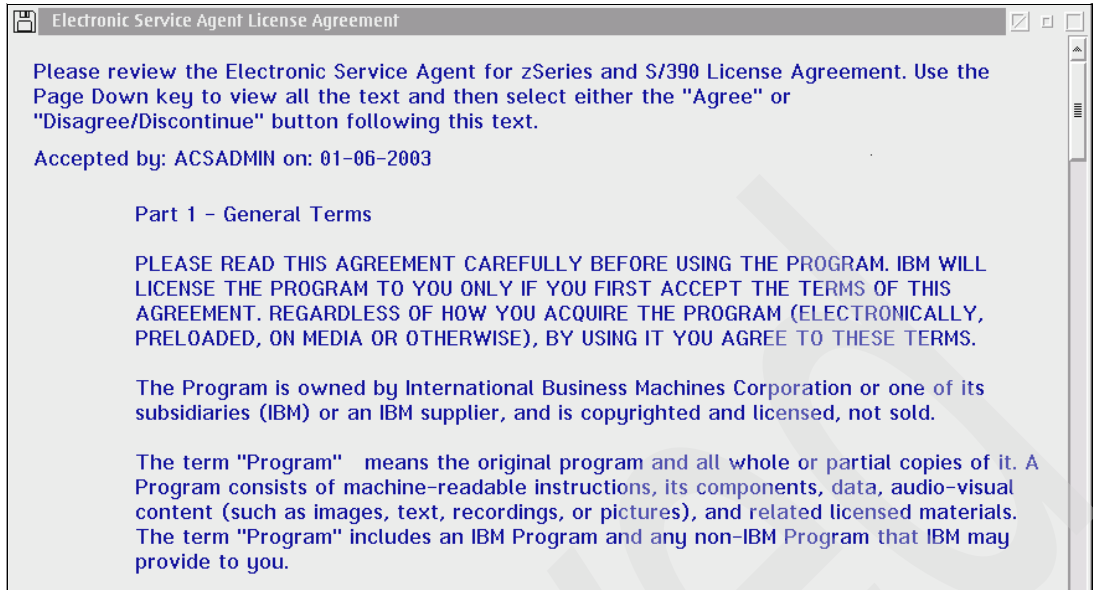 Electronic Service Agent License Agreement
Please review the Electronic Service Agent for zSeries and S/390 License Agreement. Use the
Page Down key to view all the text and then select either the "Agree" or
"Disagree/Discontinue" button following this text.
Accepted by: ACSADMIN on: 01-06-2003
Part 1 - General Terms
PLEASE READ THIS AGREEMENT CAREFULLY BEFORE USING THE PROGRAM. IBM WILL
LICENSE THE PROGRAM TO YOU ONLY IF YOU FIRST ACCEPT THE TERMS OF THIS
AGREEMENT. REGARDLESS OF HOW YOU ACQUIRE THE PROGRAM (ELECTRONICALLY,
PRELOADED, ON MEDIA OR OTHERWISE), BY USING IT YOU AGREE TO THESE TERMS.
The Program is owned by International Business Machines Corporation or one of its
subsidiaries (IBM) or an IBM supplier, and is copyrighted and licensed, not sold.
The term "Program"   means the original program and all whole or partial copies of it. A
Program consists of machine-readable instructions, its components, data, audio-visual
content (such as images, text, recordings, or pictures), and related licensed materials.
The term "Program" includes an IBM Program and any non-IBM Program that IBM may
provide to you.